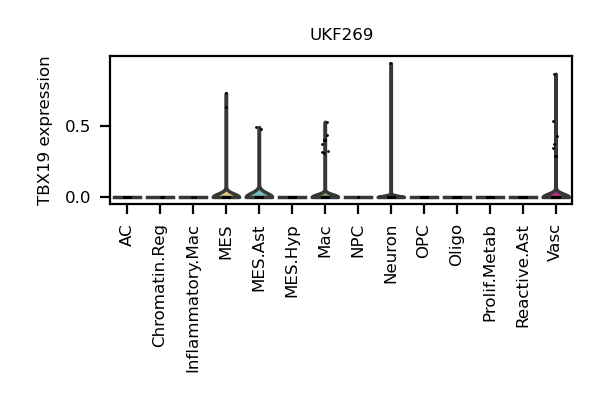 UKF269
TBX19 expression
0.5
0.0
AC
Chromatin.Reg
Inflammatory.Mac
MES
MES.Ast
MES.Hyp
Mac
NPC
Neuron
OPC
Oligo
Prolif.Metab
Reactive.Ast
Vasc